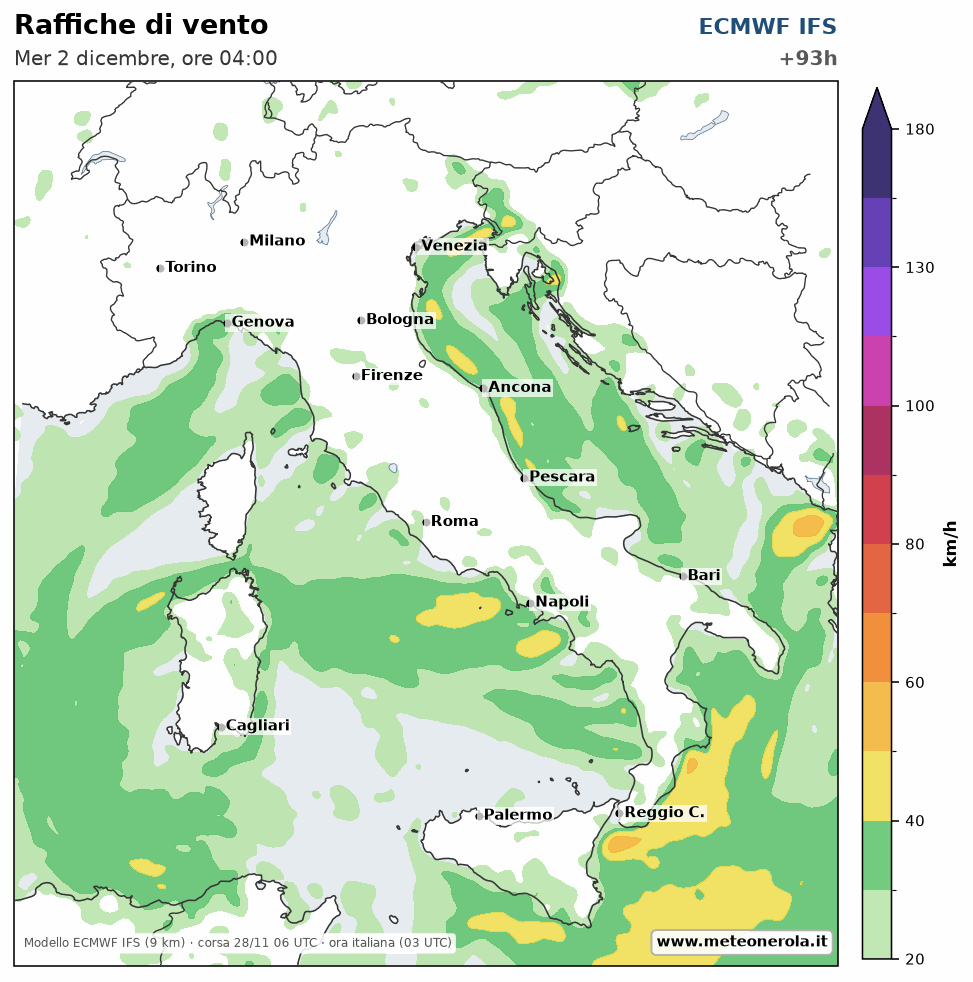 Raffiche di vento
ECMWF IFS
Mer 2 dicembre, ore 04:00
+93h
180
130
100
80
60
40
20
km/h
Milano
Venezia
Torino
Genova
Bologna
Firenze
Ancona
Pescara
Roma
Bari
Napoli
Cagliari
Palermo
Reggio C.
Modello ECMWF IFS (9 km) · corsa 28/11 06 UTC · ora italiana (03 UTC)
www.meteonerola.it